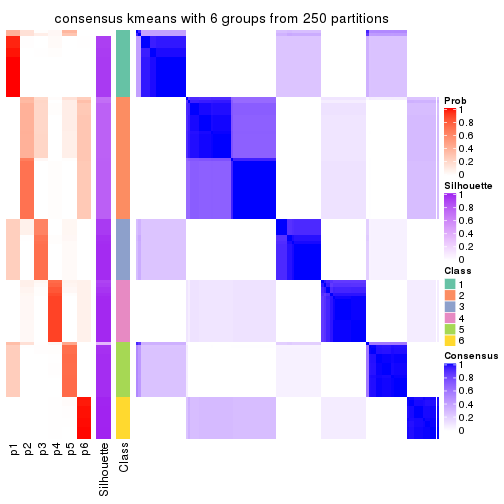 consensus kmeans with 6 groups from 250 partitions
Prob
1
0.8
0.6
0.4
0.2
0
Silhouette
1
0.8
0.6
0.4
0.2
0
Class
1
2
3
4
5
6
Consensus
1
0.8
0.6
0.4
0.2
0
p1
p2
p3
p4
p5
p6
Silhouette
Class